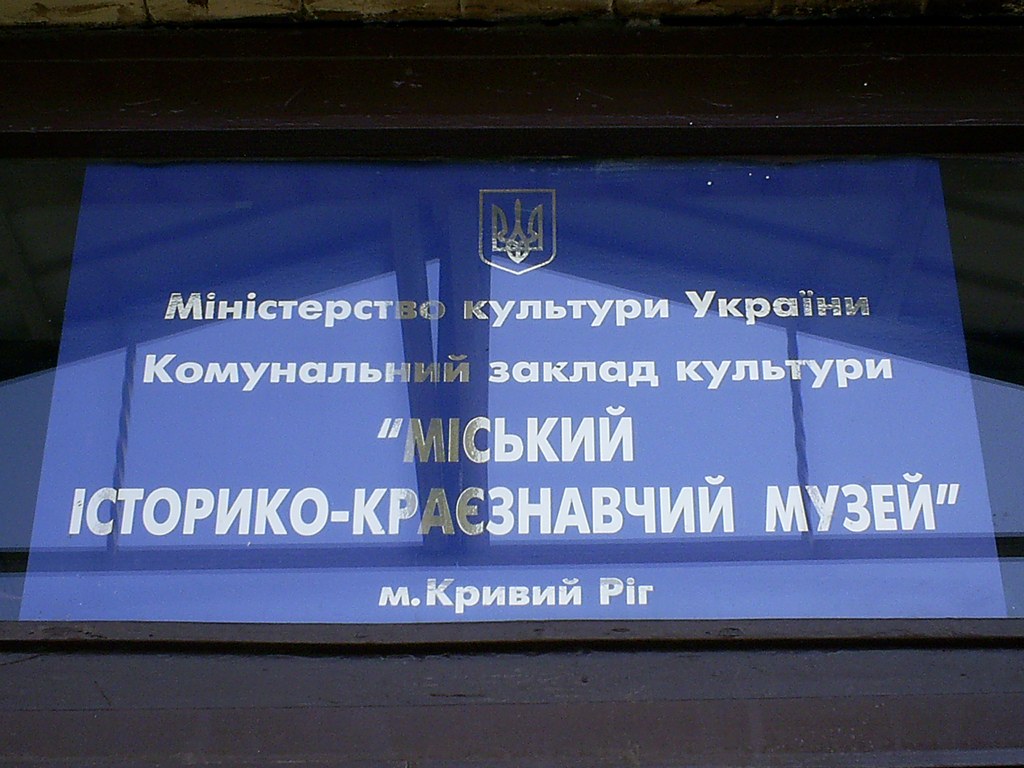 Міністерство культури України
Комунальний заклад культури
“МІСЬКИЙ
ІСТОРИКО-КРАЄЗНАВЧИЙ МУЗЕЙ”
м.Кривий Ріг